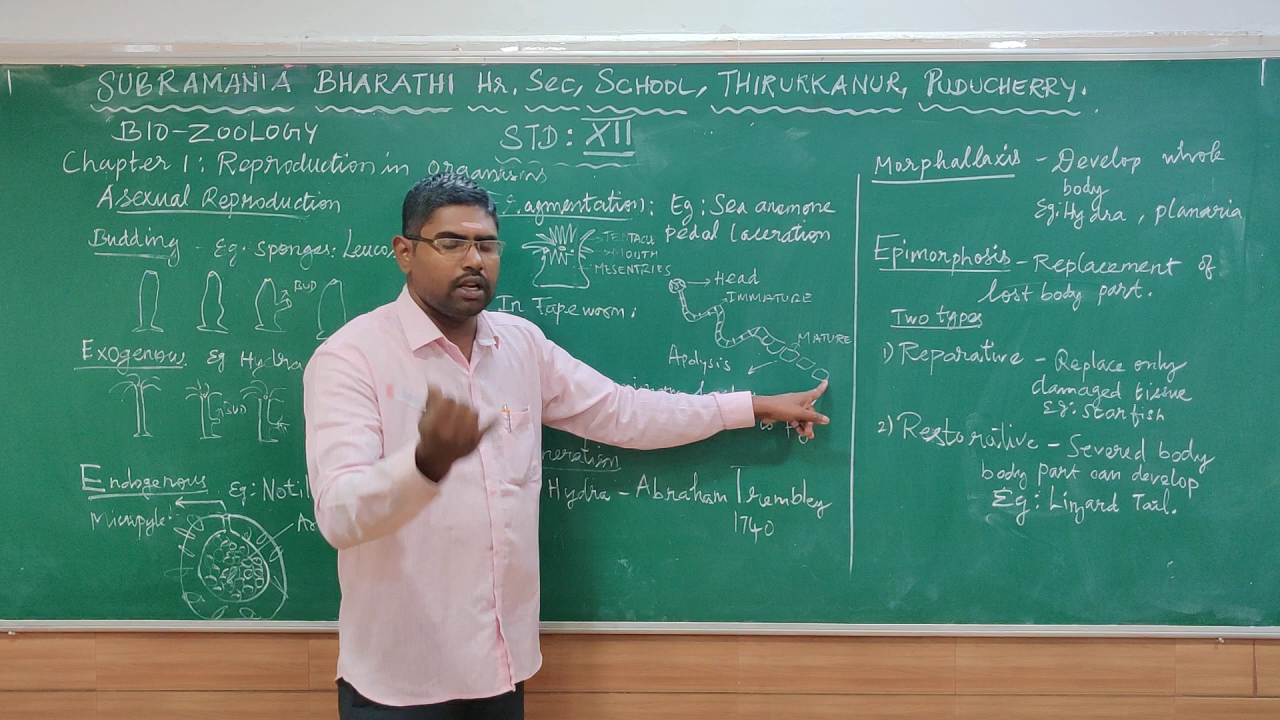 SUBRAMANIA BHARATHI Hr. Sec, SCHOOL, THIRUKKANUR, PUDUCHERRY.
BIO-ZOOLOGY
STD: XII
Chapter 1: Reproduction in organisms
Asexual Reproduction
Budding - Eg. Sponges: Leuco
BUD
Exogenous Eg Hydra
BUD
Endogenous Eg: Notil
Micropyle
agmentation: Eg: Sea anemone
pedal laceration
TENTACU
MOUTH
MESENTRIES
Head
IMMATURE
In Tapeworm.
MATURE
Apolysis
neration
Hydra - Abraham Trembley
1740
Morphallaxis - Develop whole
body
Eg: Hydra, planaria
Epimorphosis - Replacement of
lost body part.
Two types
1) Reparative - Replace only
damaged tissue
Eg: Starfish
2) Restorative - Severed body
body part can develop
Eg: Linzard Tail.